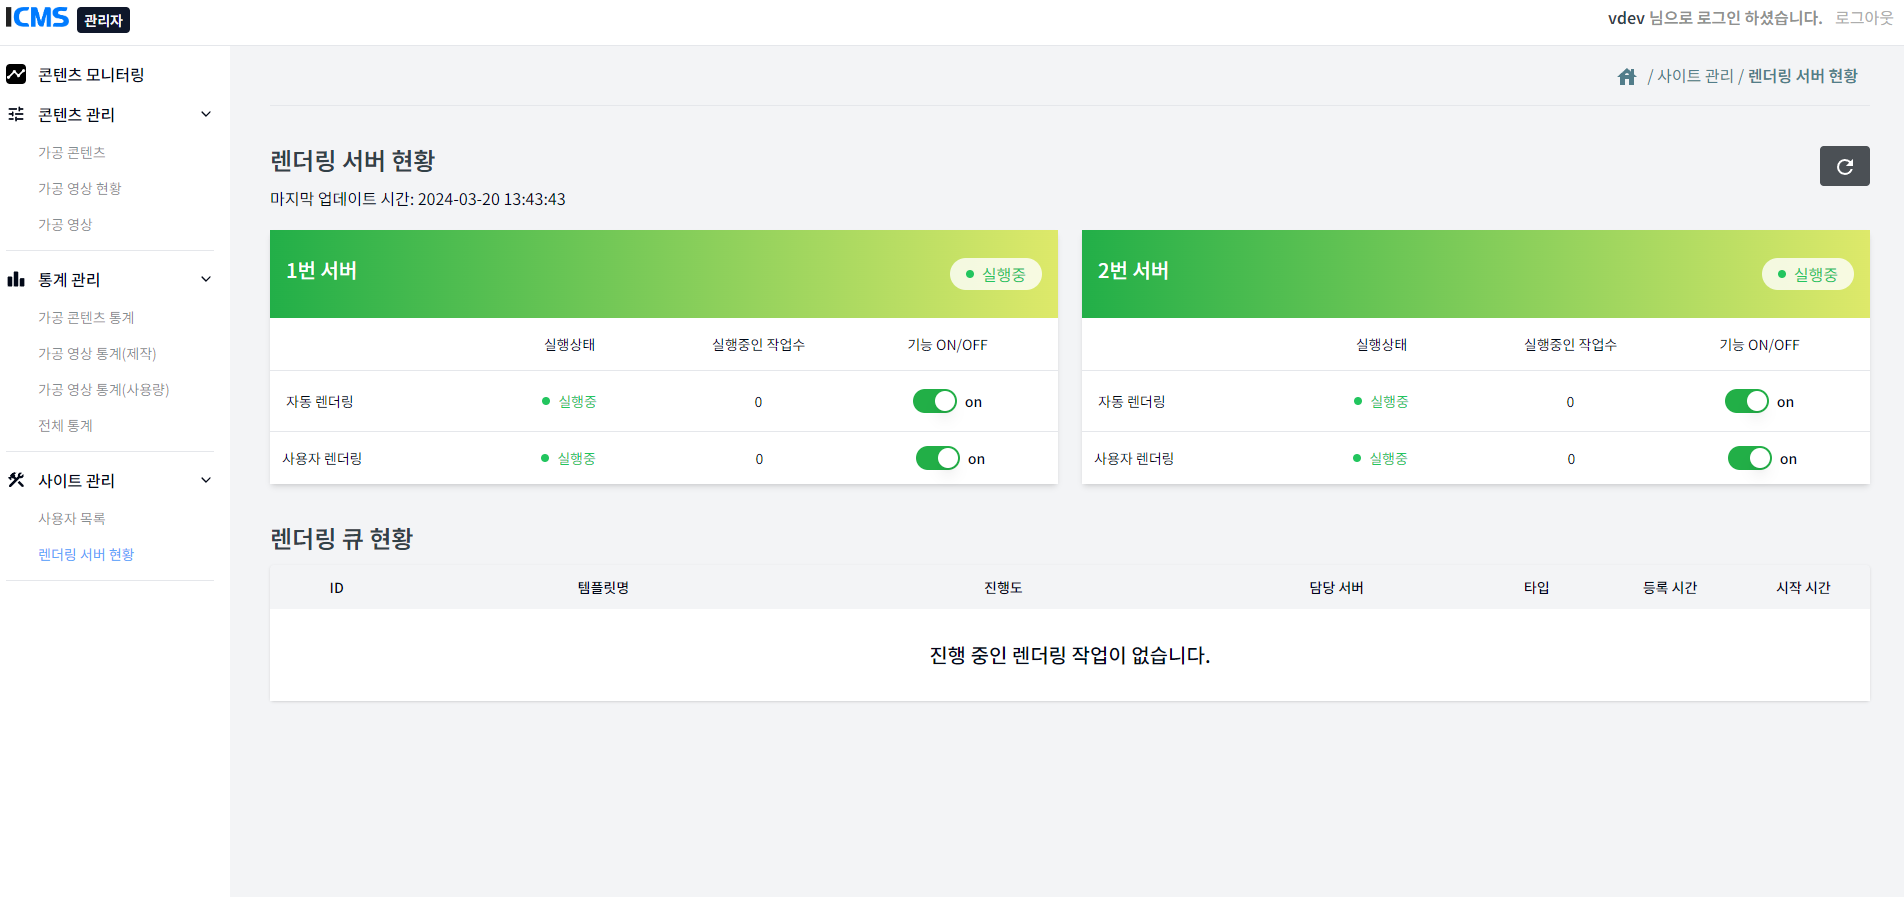 ICMS 관리자
vdev 님으로 로그인 하셨습니다. 로그아웃
콘텐츠 모니터링
콘텐츠 관리
가공 콘텐츠
가공 영상 현황
가공 영상
통계 관리
가공 콘텐츠 통계
가공 영상 통계(제작)
가공 영상 통계(사용량)
전체 통계
사이트 관리
사용자 목록
렌더링 서버 현황
/ 사이트 관리 / 렌더링 서버 현황
렌더링 서버 현황
마지막 업데이트 시간: 2024-03-20 13:43:43
1번 서버 실행중
실행상태 실행중인 작업수 기능 ON/OFF
자동 렌더링 실행중 0 on
사용자 렌더링 실행중 0 on
2번 서버 실행중
실행상태 실행중인 작업수 기능 ON/OFF
자동 렌더링 실행중 0 on
사용자 렌더링 실행중 0 on
렌더링 큐 현황
ID 템플릿명 진행도 담당 서버 타입 등록 시간 시작 시간
진행 중인 렌더링 작업이 없습니다.